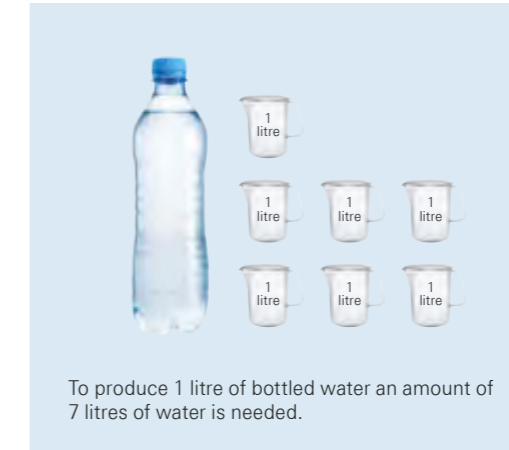 1
litre
1
litre
1
litre
1
litre
1
litre
1
litre
1
litre
To produce 1 litre of bottled water an amount of
7 litres of water is needed.